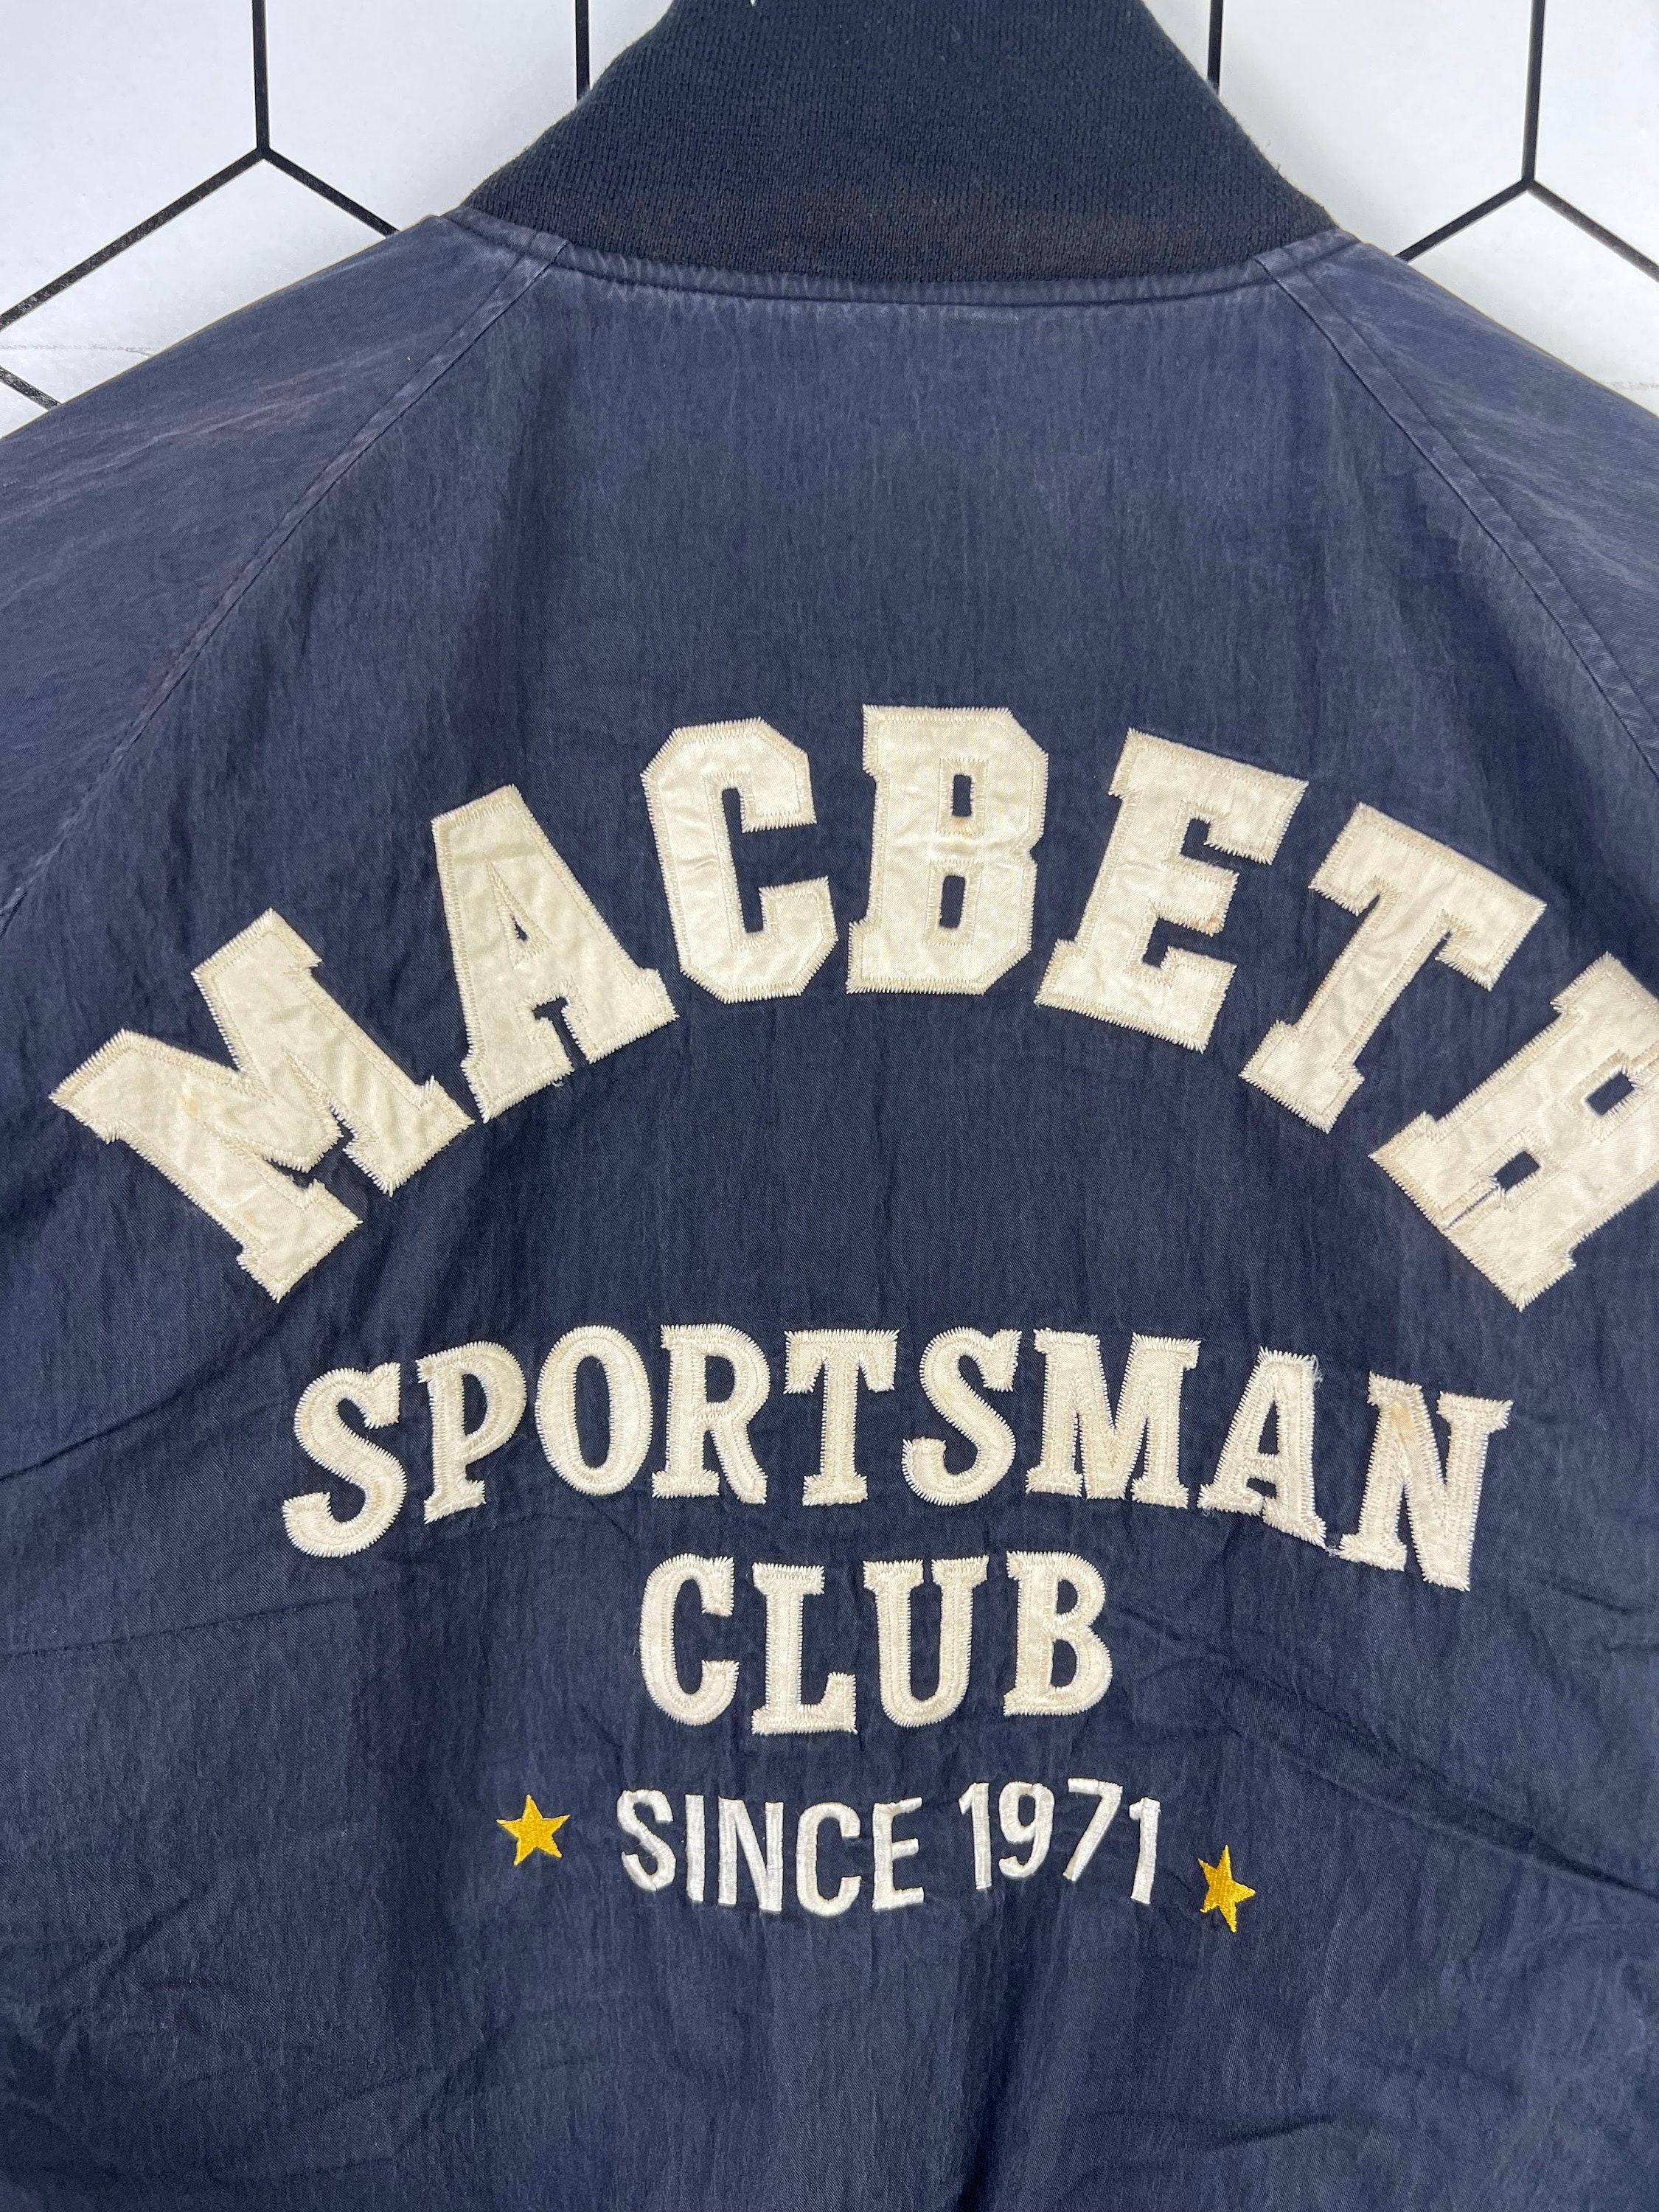 MACBETH
SPORTSMAN
CLUB
SINCE 1971